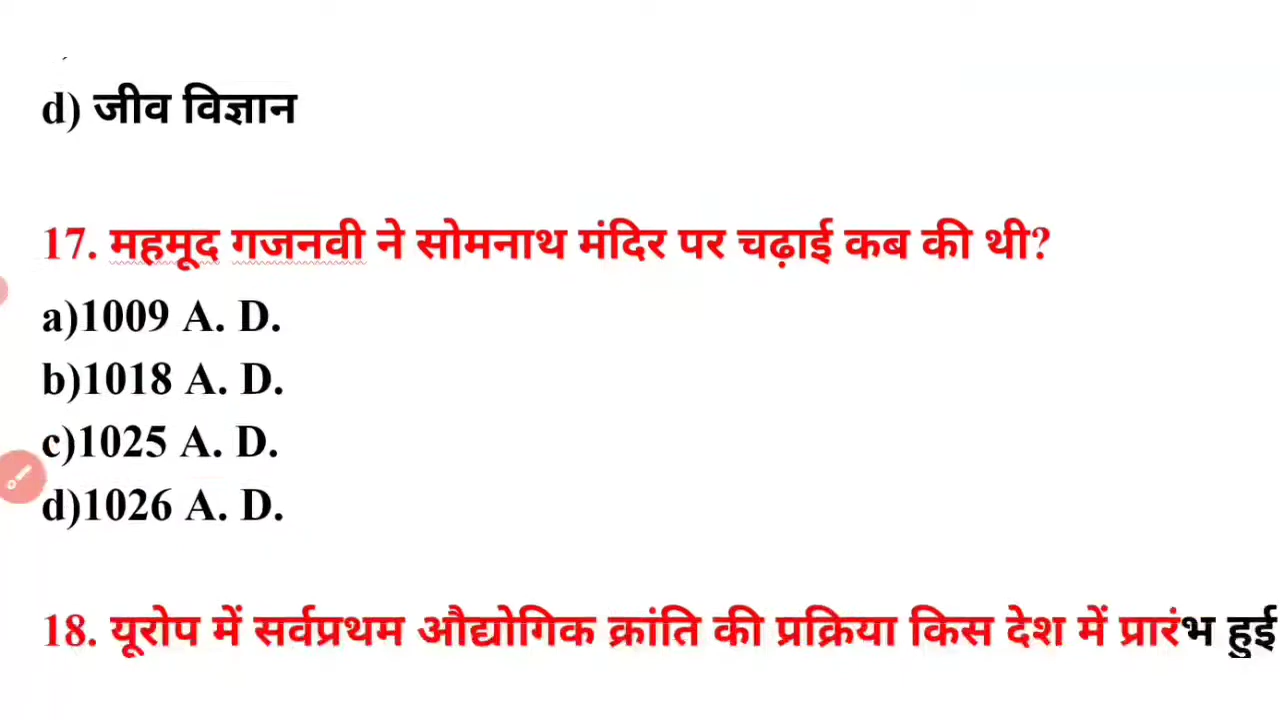 d) जीव विज्ञान
17. महमूद गजनवी ने सोमनाथ मंदिर पर चढ़ाई कब की थी?
a)1009 A. D.
b)1018 A. D.
c)1025 A. D.
d)1026 A. D.
18. यूरोप में सर्वप्रथम औद्योगिक क्रांति की प्रक्रिया किस देश में प्रारंभ हुई